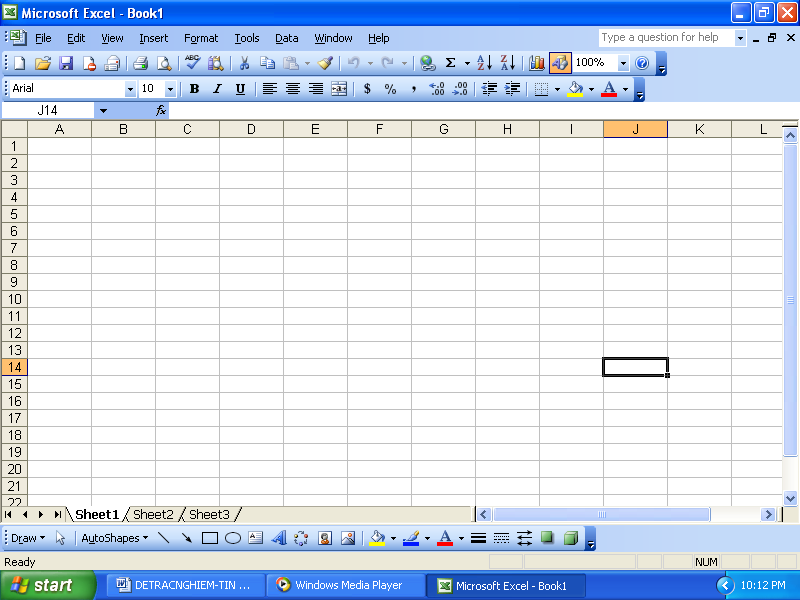 Microsoft Excel - Book1
File Edit View Insert Format Tools Data Window Help Type a question for help
ABC Σ A Z Z A 100% ?
Arial 10 B I U a $ % , .00 .00 A
J14 fx
A B C D E F G H I J K L
1
2
3
4
5
6
7
8
9
10
11
12
13
14
15
16
17
18
19
20
21
22
Sheet1 Sheet2 Sheet3
Draw AutoShapes A A A
Ready NUM
start DETRACNGHIEM-TIN ... Windows Media Player Microsoft Excel - Book1 10:12 PM